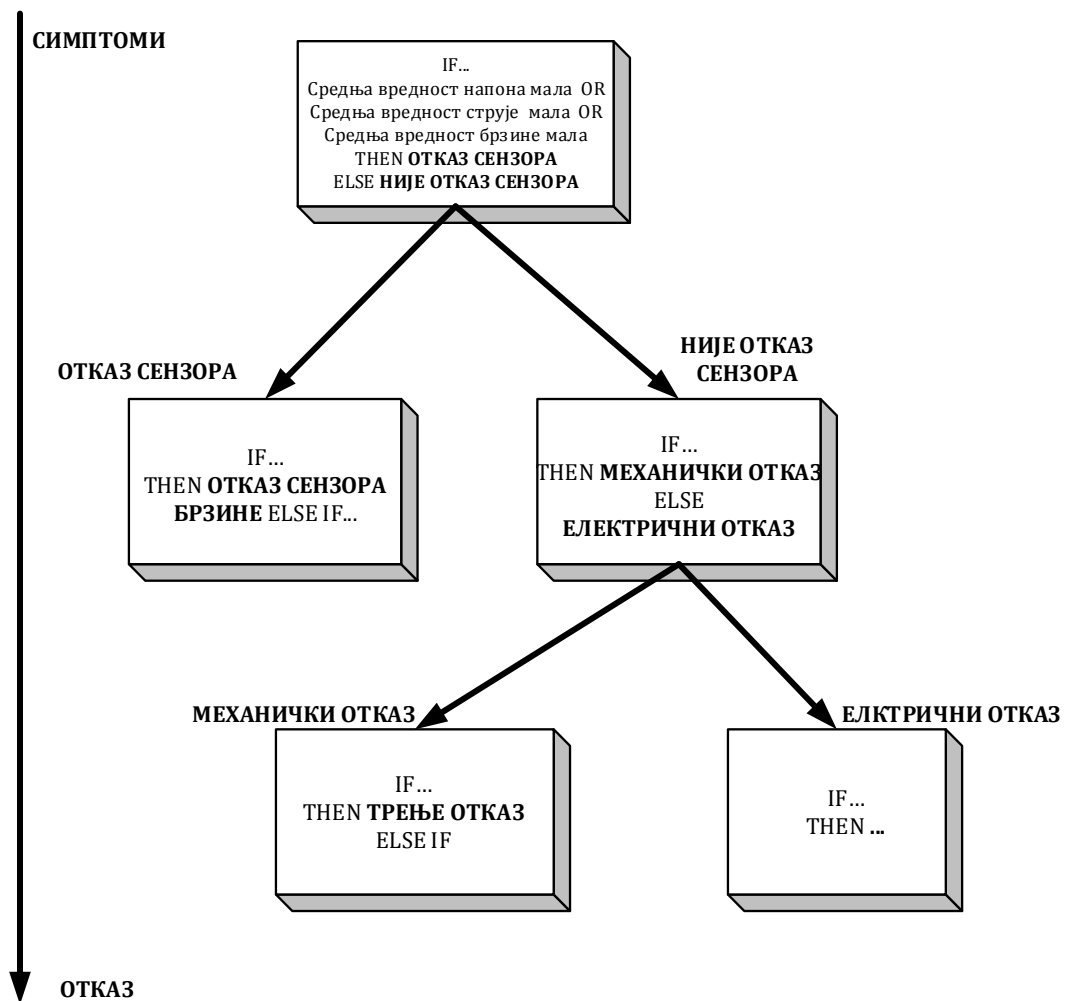 СИМПТОМИ
IF...
Средња вредност напона мала OR
Средња вредност струје мала OR
Средња вредност брзине мала
THEN ОТКАЗ СЕНЗОРА
ELSE НИЈЕ ОТКАЗ СЕНЗОРА
ОТКАЗ СЕНЗОРА
НИЈЕ ОТКАЗ
СЕНЗОРА
IF...
THEN ОТКАЗ СЕНЗОРА
БРЗИНЕ ELSE IF...
IF...
THEN МЕХАНИЧКИ ОТКАЗ
ELSE
ЕЛЕКТРИЧНИ ОТКАЗ
МЕХАНИЧКИ ОТКАЗ
ЕЛКТРИЧНИ ОТКАЗ
IF...
THEN ТРЕЊЕ ОТКАЗ
ELSE IF
IF...
THEN ...
ОТКАЗ